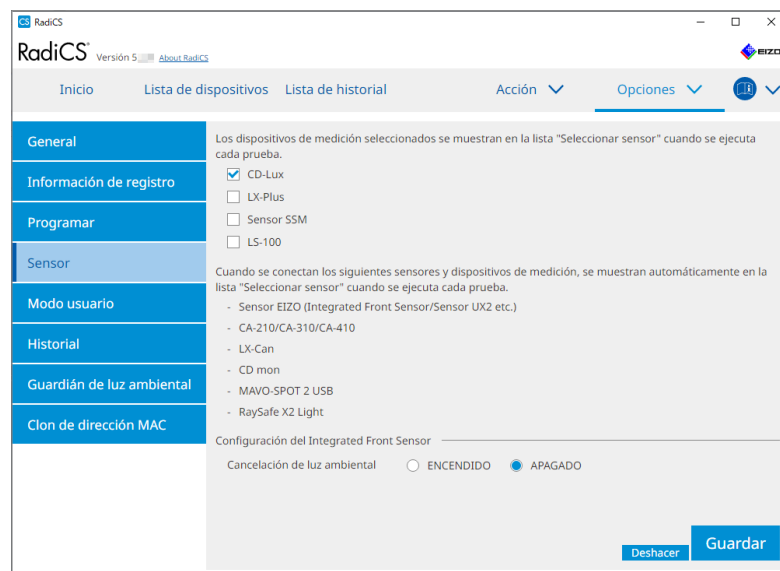 CS RadiCS
RadiCS® Versión 5 About RadiCS
EIZO
Inicio Lista de dispositivos Lista de historial Acción Opciones
General
Información de registro
Programar
Sensor
Modo usuario
Historial
Guardián de luz ambiental
Clon de dirección MAC
Los dispositivos de medición seleccionados se muestran en la lista "Seleccionar sensor" cuando se ejecuta
cada prueba.
CD-Lux
LX-Plus
Sensor SSM
LS-100
Cuando se conectan los siguientes sensores y dispositivos de medición, se muestran automáticamente en la
lista "Seleccionar sensor" cuando se ejecuta cada prueba.
- Sensor EIZO (Integrated Front Sensor/Sensor UX2 etc.)
- CA-210/CA-310/CA-410
- LX-Can
- CD mon
- MAVO-SPOT 2 USB
- RaySafe X2 Light
Configuración del Integrated Front Sensor
Cancelación de luz ambiental ENCENDIDO APAGADO
Deshacer Guardar